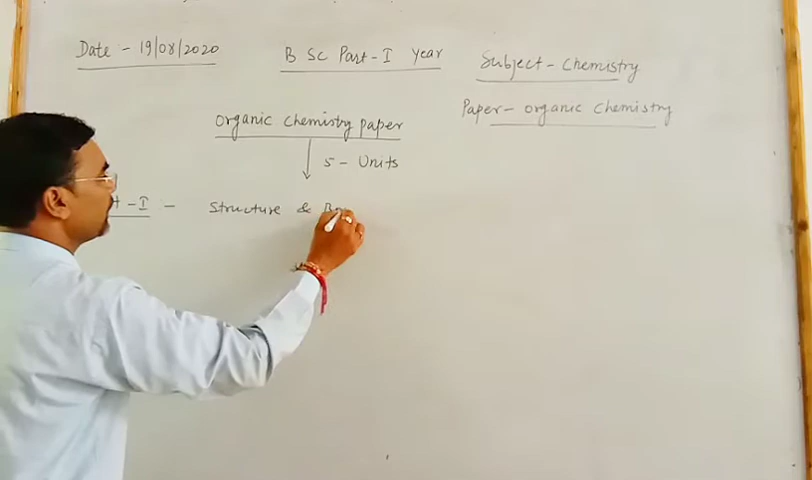 Date - 19/08/2020
B Sc Part-I Year
Subject - Chemistry
Paper - organic Chemistry
organic chemistry paper
5 - Units
- I - Structure &